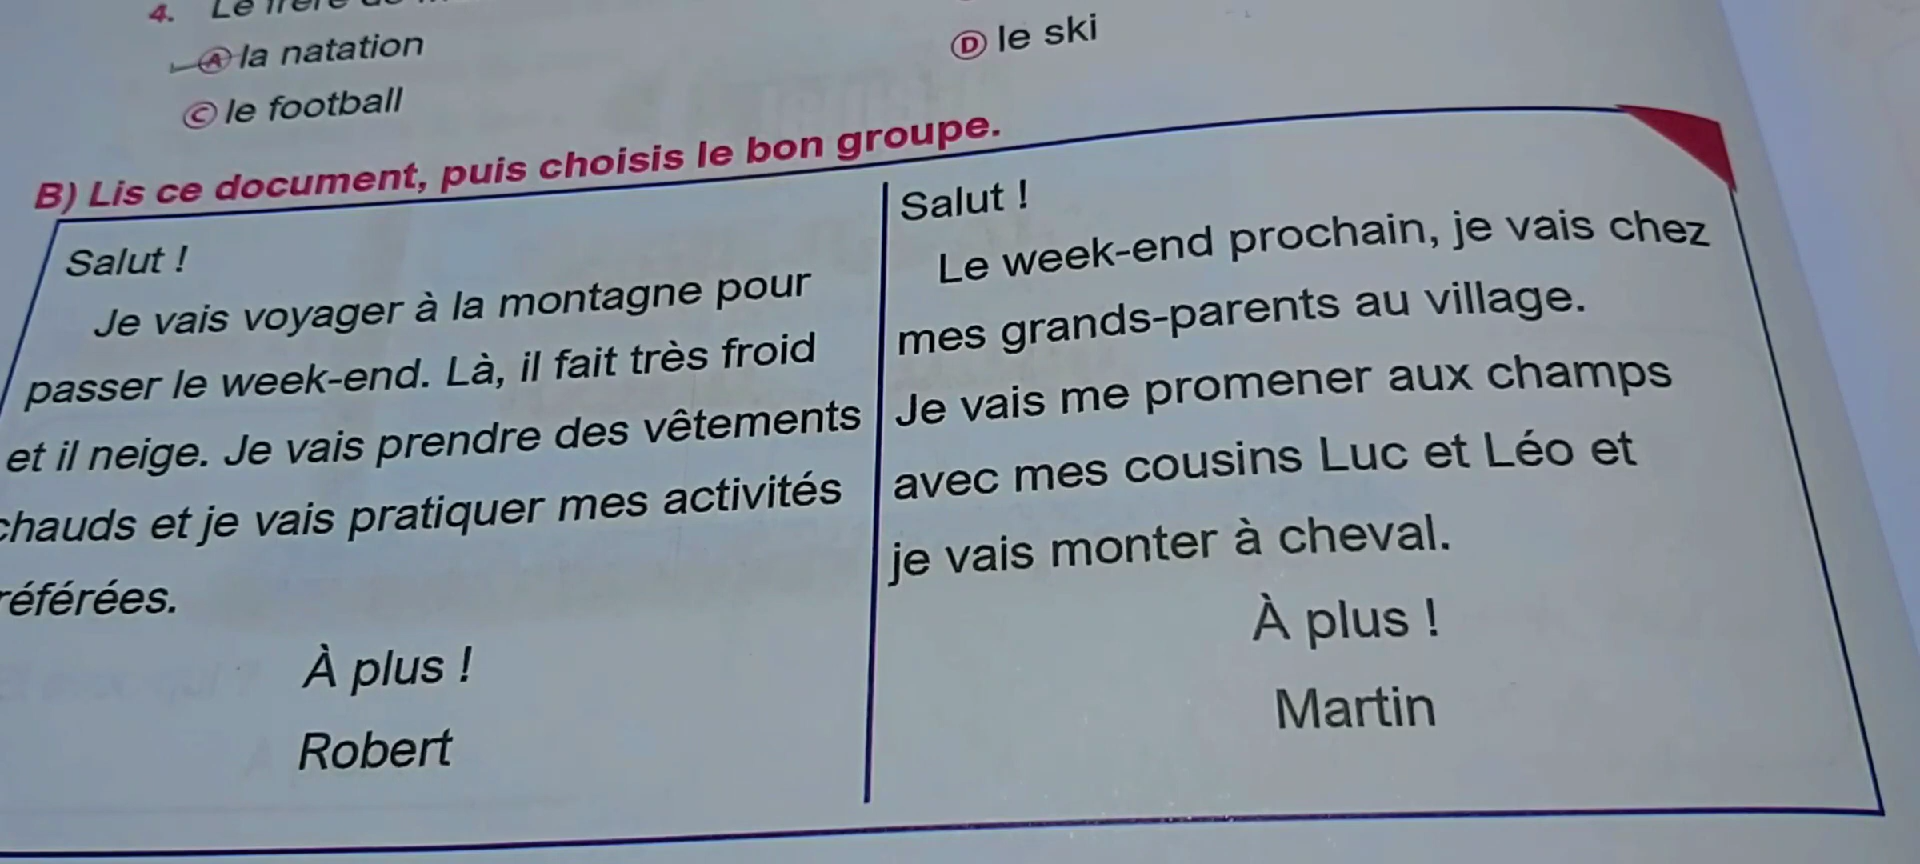 4. Le frère
A la natation
D le ski
C le football
B) Lis ce document, puis choisis le bon groupe.
Salut !
Je vais voyager à la montagne pour
passer le week-end. Là, il fait très froid
et il neige. Je vais prendre des vêtements
chauds et je vais pratiquer mes activités
référées.
À plus !
Robert
Salut !
Le week-end prochain, je vais chez
mes grands-parents au village.
Je vais me promener aux champs
avec mes cousins Luc et Léo et
je vais monter à cheval.
À plus !
Martin